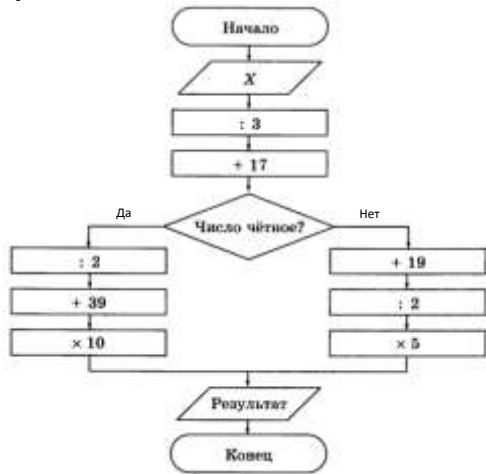 Начало
X
: 3
+ 17
Да
Число чётное?
Нет
: 2
+ 39
× 10
+ 19
: 2
× 5
Результат
Конец